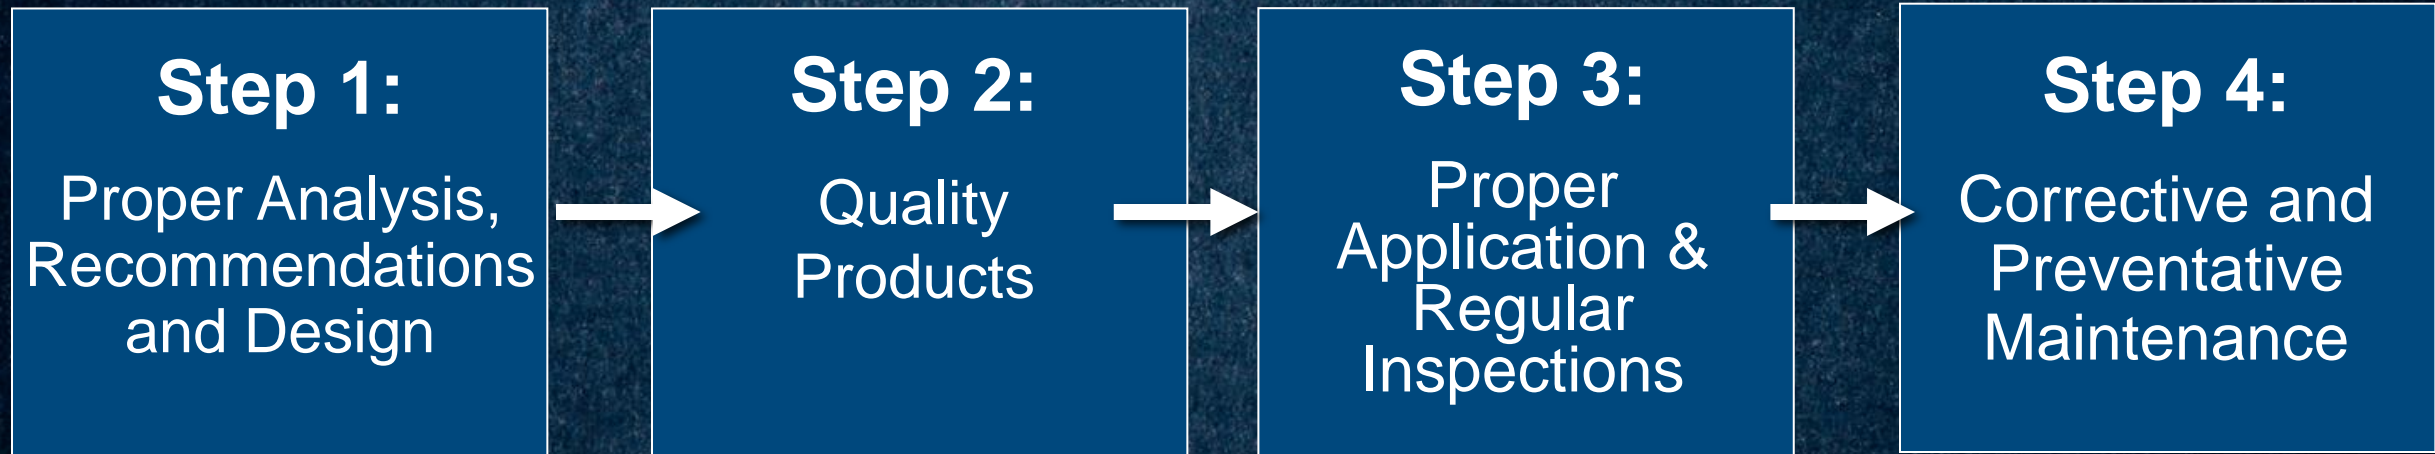 Step 1:
Proper Analysis,
Recommendations
and Design
Step 2:
Quality
Products
Step 3:
Proper
Application &
Regular
Inspections
Step 4:
Corrective and
Preventative
Maintenance